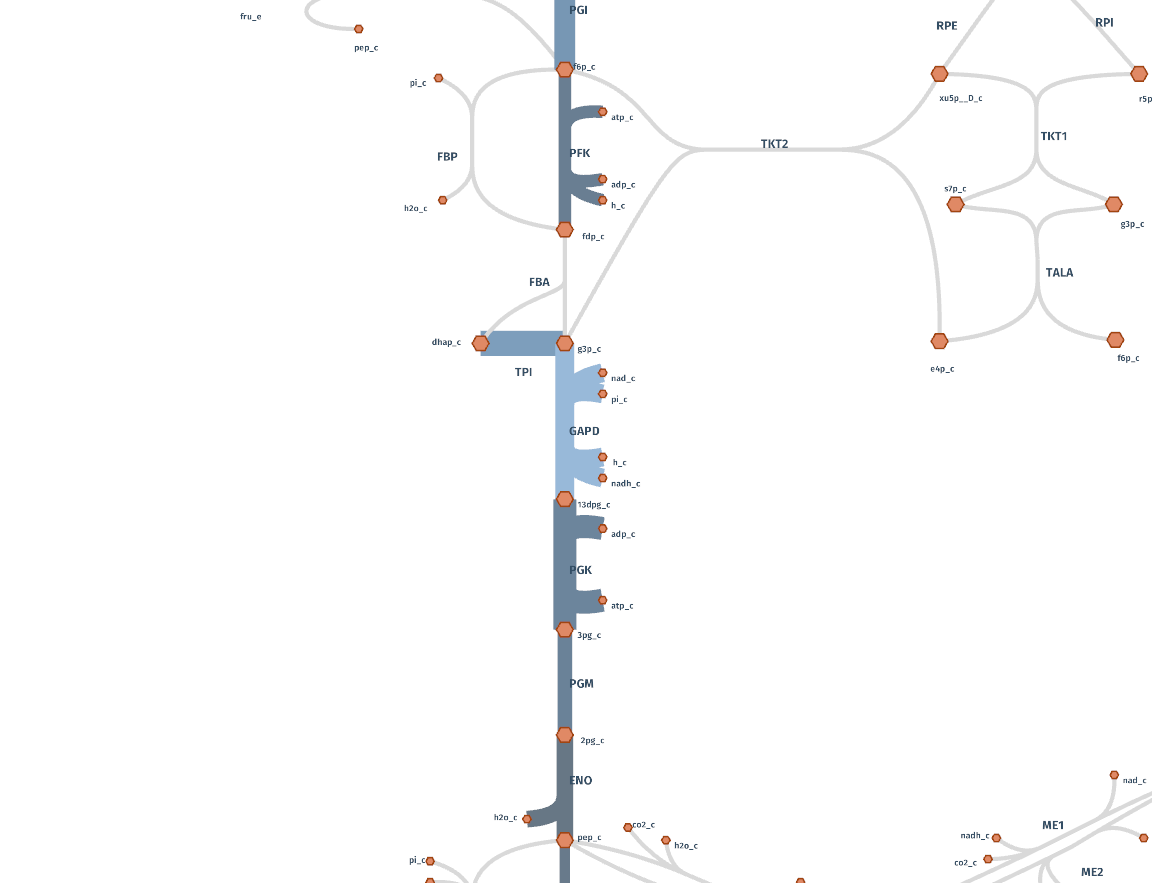 PGI
fru_e
RPI
RPE
pep_c
f6p_c
pi_c
xu5p__D_c
r5p
atp_c
TKT1
TKT2
PFK
FBP
adp_c
s7p_c
h_c
h2o_c
g3p_c
fdp_c
TALA
FBA
dhap_c
g3p_c
f6p_c
e4p_c
TPI
nad_c
pi_c
GAPD
h_c
nadh_c
13dpg_c
adp_c
PGK
atp_c
3pg_c
PGM
2pg_c
ENO
nad_c
h2o_c
co2_c
ME1
pep_c
nadh_c
h2o_c
pi_c
co2_c
ME2